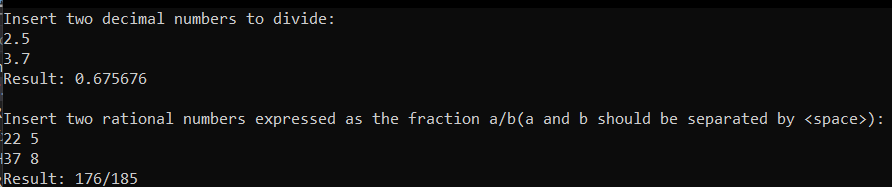 Insert two decimal numbers to divide:
2.5
3.7
Result: 0.675676
Insert two rational numbers expressed as the fraction a/b(a and b should be separated by <space>):
22 5
37 8
Result: 176/185